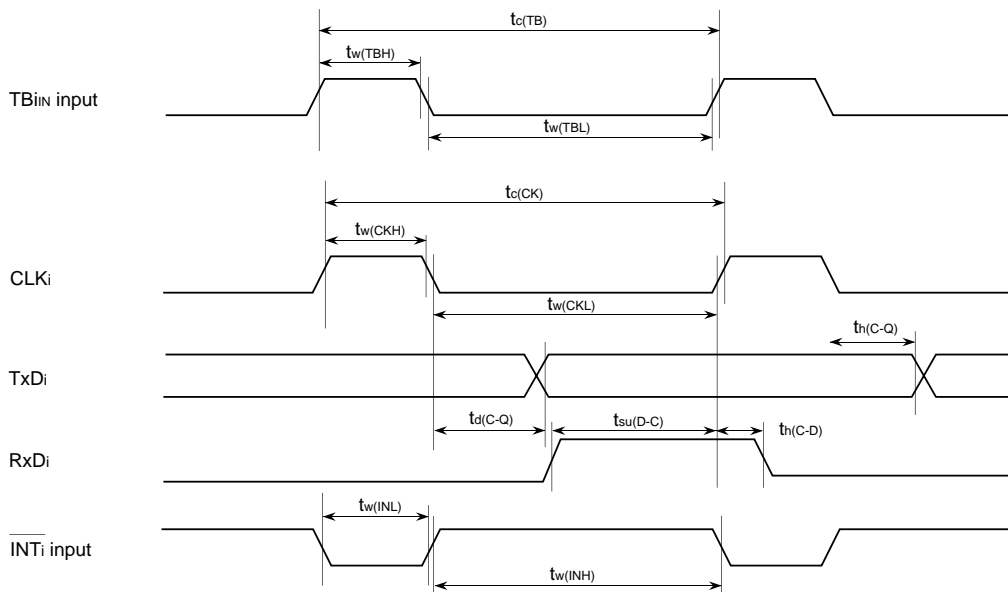 tc(TB)
tw(TBH)
TBiIN input
tw(TBL)
tc(CK)
tw(CKH)
CLKi
tw(CKL)
th(C-Q)
TxDi
td(C-Q)
tsu(D-C)
th(C-D)
RxDi
tw(INL)
INTi input
tw(INH)